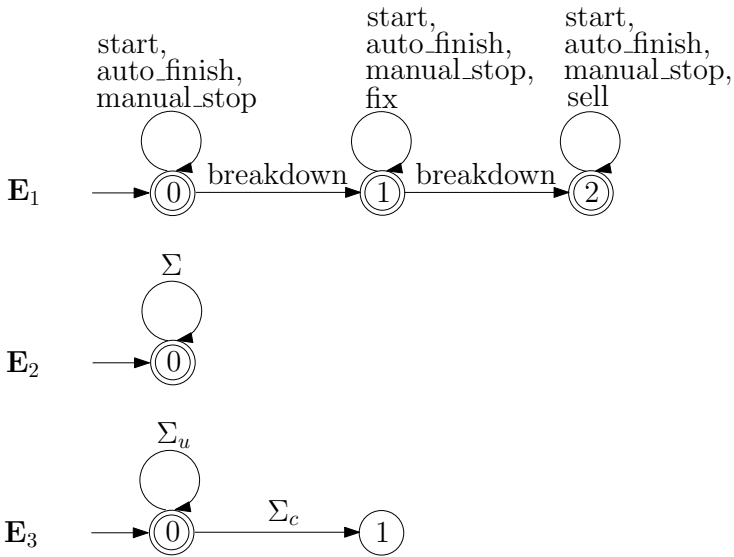 start,
auto_finish,
manual_stop
start,
auto_finish,
manual_stop,
fix
start,
auto_finish,
manual_stop,
sell
E₁
0
breakdown
1
breakdown
2
Σ
E₂
0
Σᵤ
E₃
0
Σ_c
1